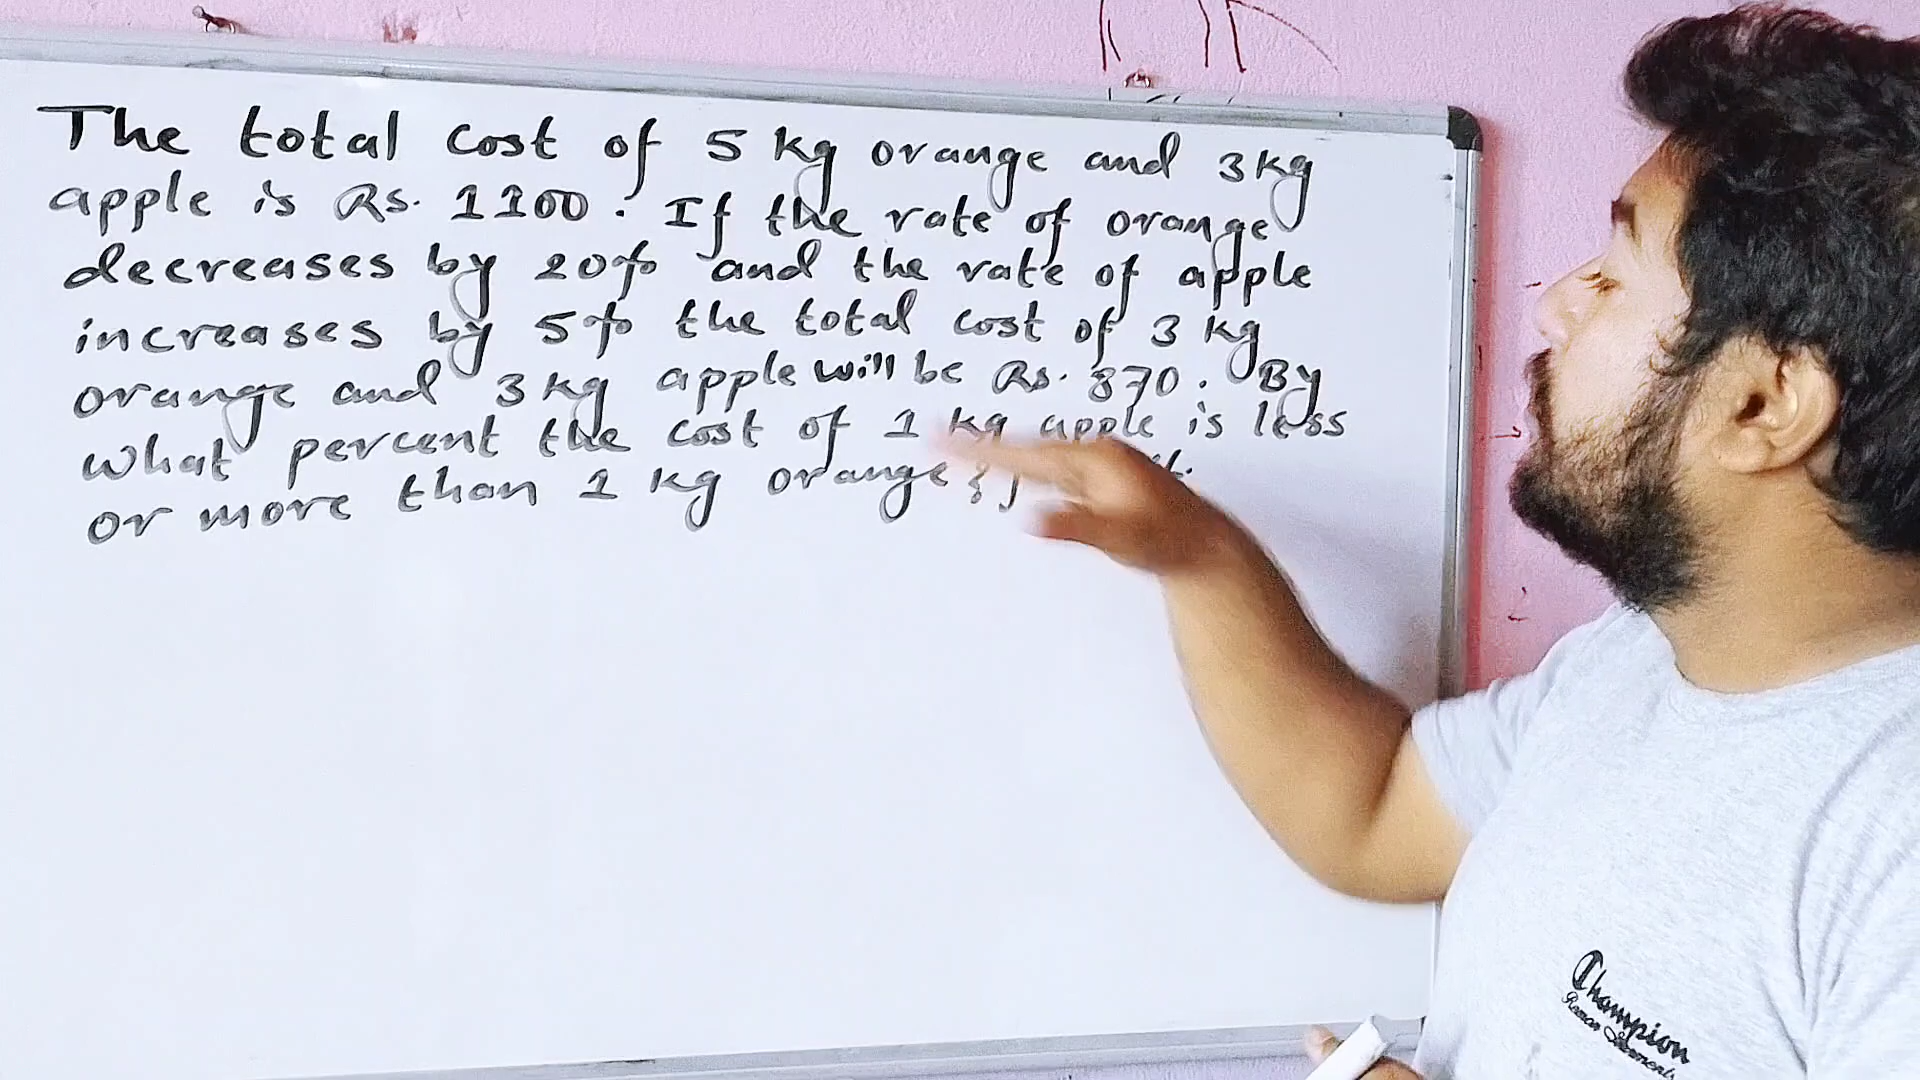 The total cost of 5 kg orange and 3 kg
apple is Rs. 1100. If the rate of orange
decreases by 20% and the rate of apple
increases by 5% the total cost of 3 kg
orange and 3 kg apple will be Rs. 870. By
what percent the cost of 1 kg apple is less
or more than 1 kg orange;
Champion